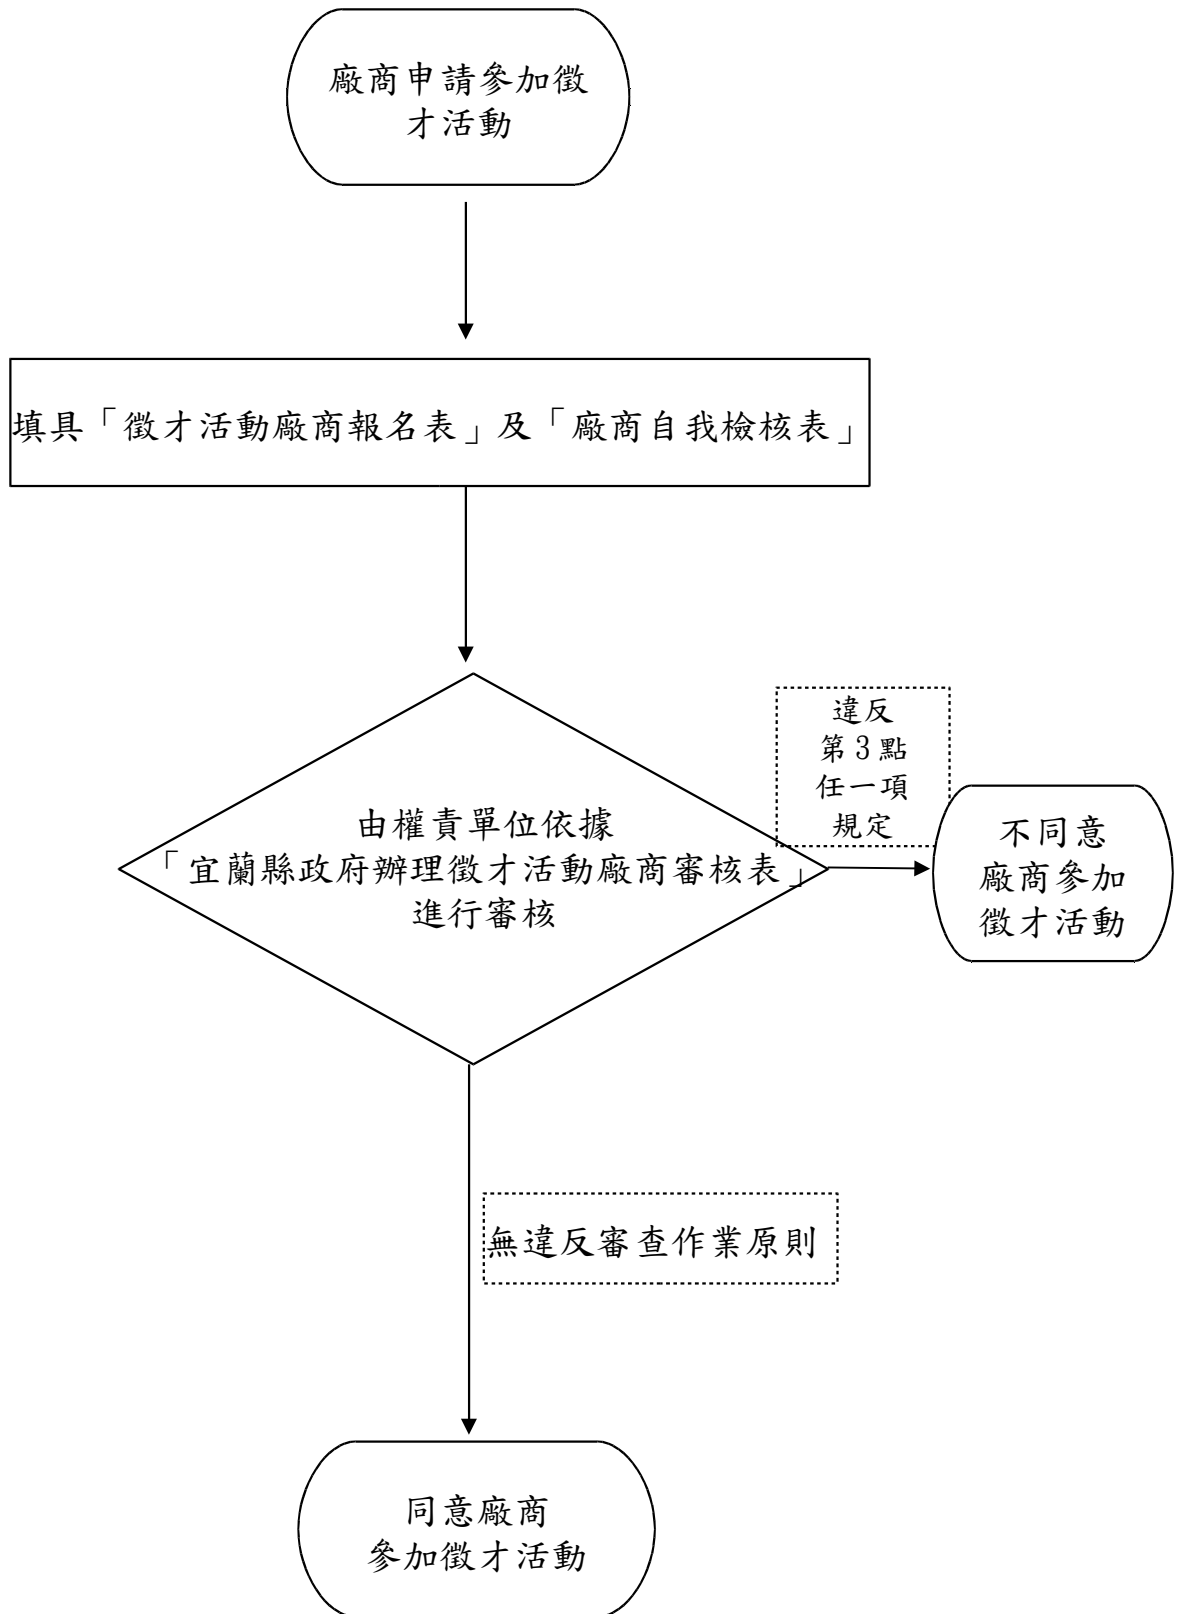 廠商申請參加徵
才活動
填具「徵才活動廠商報名表」及「廠商自我檢核表」
違反
第3點
任一項
規定
由權責單位依據
「宜蘭縣政府辦理徵才活動廠商審核表」
進行審核
不同意
廠商參加
徵才活動
無違反審查作業原則
同意廠商
參加徵才活動